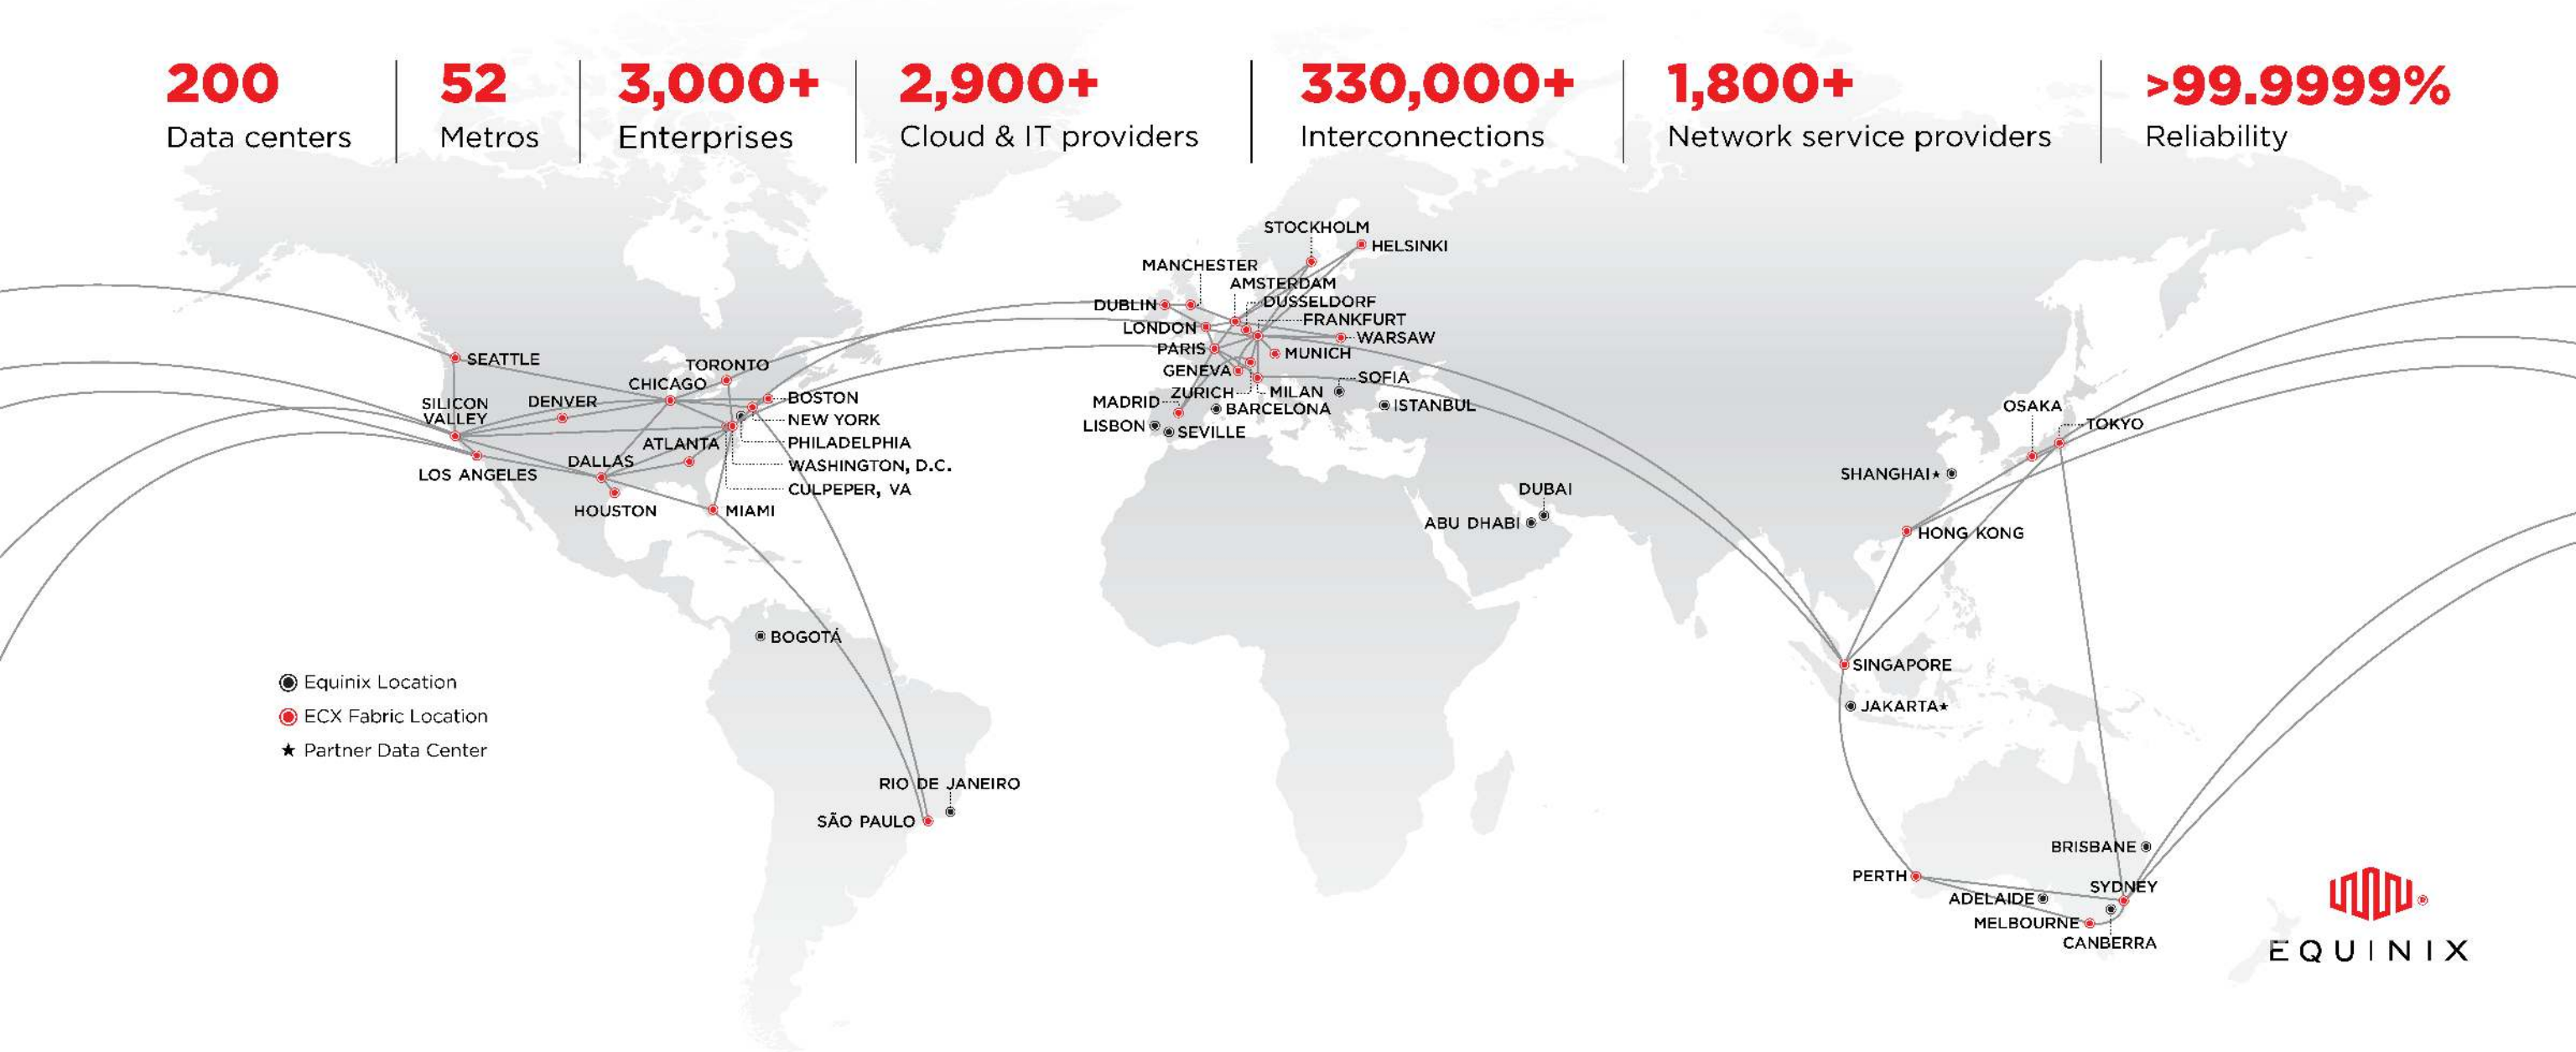 200
Data centers
52
Metros
3,000+
Enterprises
2,900+
Cloud & IT providers
330,000+
Interconnections
1,800+
Network service providers
>99.9999%
Reliability
STOCKHOLM
HELSINKI
MANCHESTER
AMSTERDAM
DUBLIN
DUSSELDORF
LONDON
FRANKFURT
WARSAW
PARIS
MUNICH
GENEVA
SOFIA
ZURICH
MILAN
MADRID
BARCELONA
ISTANBUL
LISBON
SEVILLE
SEATTLE
TORONTO
CHICAGO
SILICON
VALLEY
DENVER
BOSTON
NEW YORK
ATLANTA
PHILADELPHIA
DALLAS
WASHINGTON, D.C.
LOS ANGELES
CULPEPER, VA
HOUSTON
MIAMI
OSAKA
TOKYO
SHANGHAI★
DUBAI
ABU DHABI
HONG KONG
BOGOTÁ
SINGAPORE
JAKARTA★
Equinix Location
ECX Fabric Location
★ Partner Data Center
RIO DE JANEIRO
SÃO PAULO
BRISBANE
PERTH
SYDNEY
ADELAIDE
MELBOURNE
CANBERRA
EQUINIX